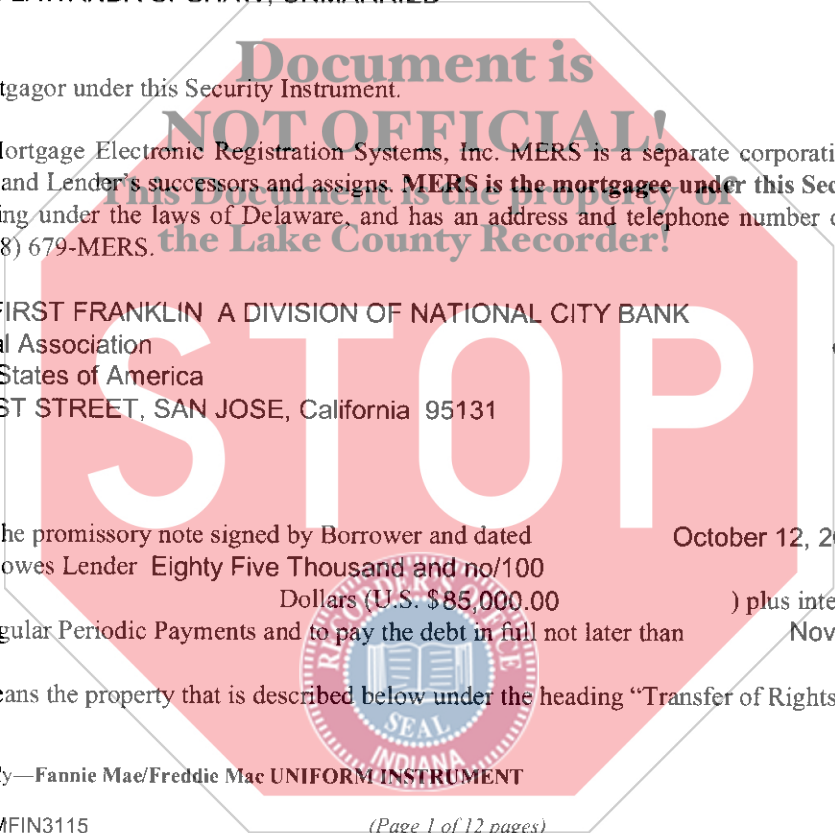 Document is
tgagor under this Security Instrument.
NOT OFFICIAL!
ortgage Electronic Registration Systems, Inc. MERS is a separate corporati
and Lender's successors and assigns. MERS is the mortgagee under this Sec
This Document is the property of
ing under the laws of Delaware, and has an address and telephone number
8) 679-MERS.
the Lake County Recorder!
FIRST FRANKLIN A DIVISION OF NATIONAL CITY BANK
al Association
States of America
ST STREET, SAN JOSE, California 95131
STOP
he promissory note signed by Borrower and dated October 12, 2
owes Lender Eighty Five Thousand and no/100
Dollars (U.S. $85,000.00 ) plus inte
gular Periodic Payments and to pay the debt in full not later than Nov
eans the property that is described below under the heading “Transfer of Rights
RECORDER'S OFFICE
SEAL
INDIANA
y—Fannie Mae/Freddie Mac UNIFORM INSTRUMENT
MFIN3115 (Page 1 of 12 pages)